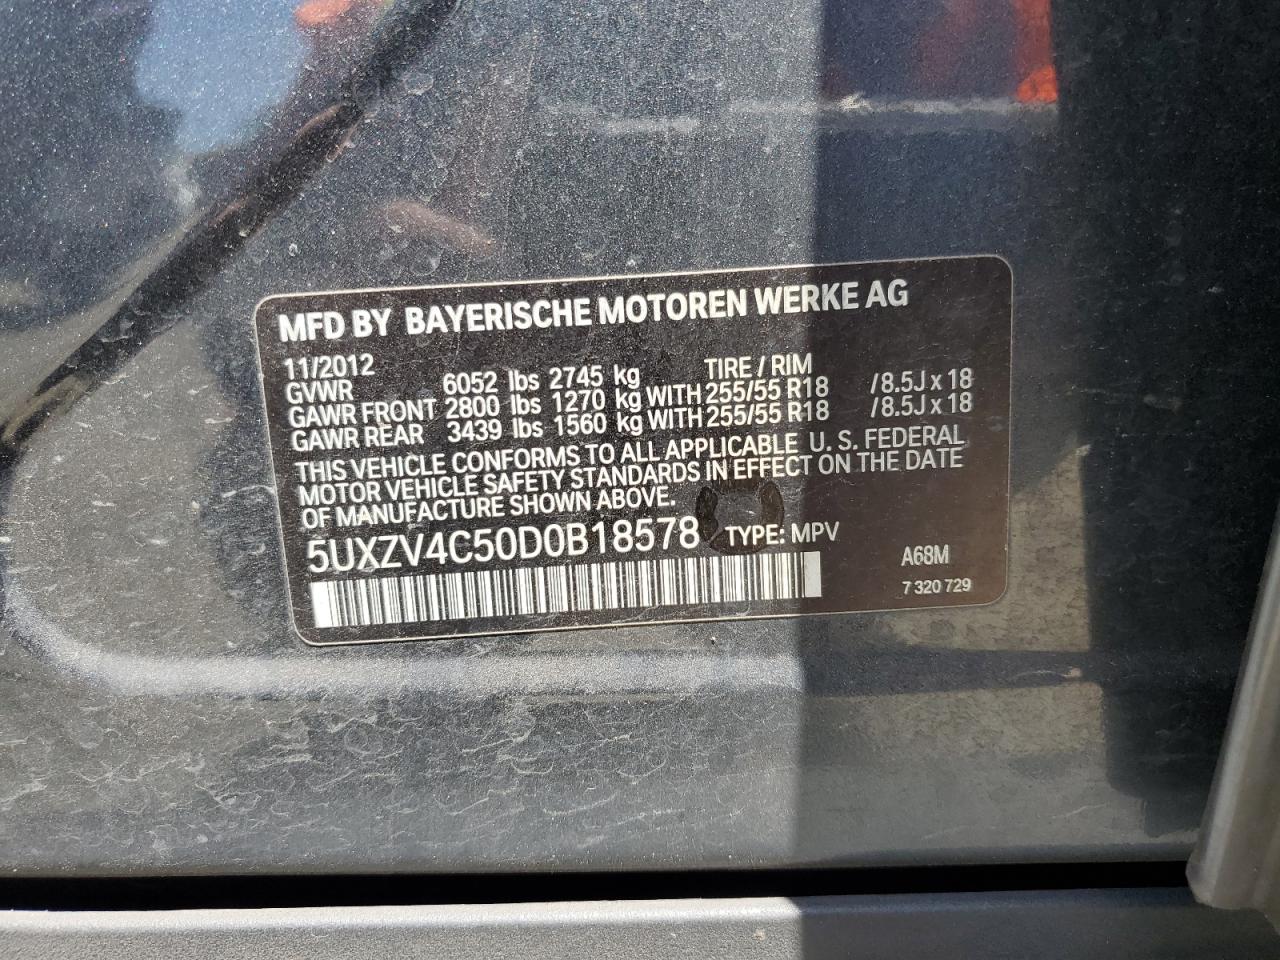 MFD BY BAYERISCHE MOTOREN WERKE AG
11/2012 TIRE / RIM
GVWR 6052 lbs 2745 kg
GAWR FRONT 2800 lbs 1270 kg WITH 255/55 R18 /8.5J x 18
GAWR REAR 3439 lbs 1560 kg WITH 255/55 R18 /8.5J x 18
THIS VEHICLE CONFORMS TO ALL APPLICABLE U. S. FEDERAL
MOTOR VEHICLE SAFETY STANDARDS IN EFFECT ON THE DATE
OF MANUFACTURE SHOWN ABOVE.
5UXZV4C50D0B18578 TYPE: MPV
A68M
7 320 729